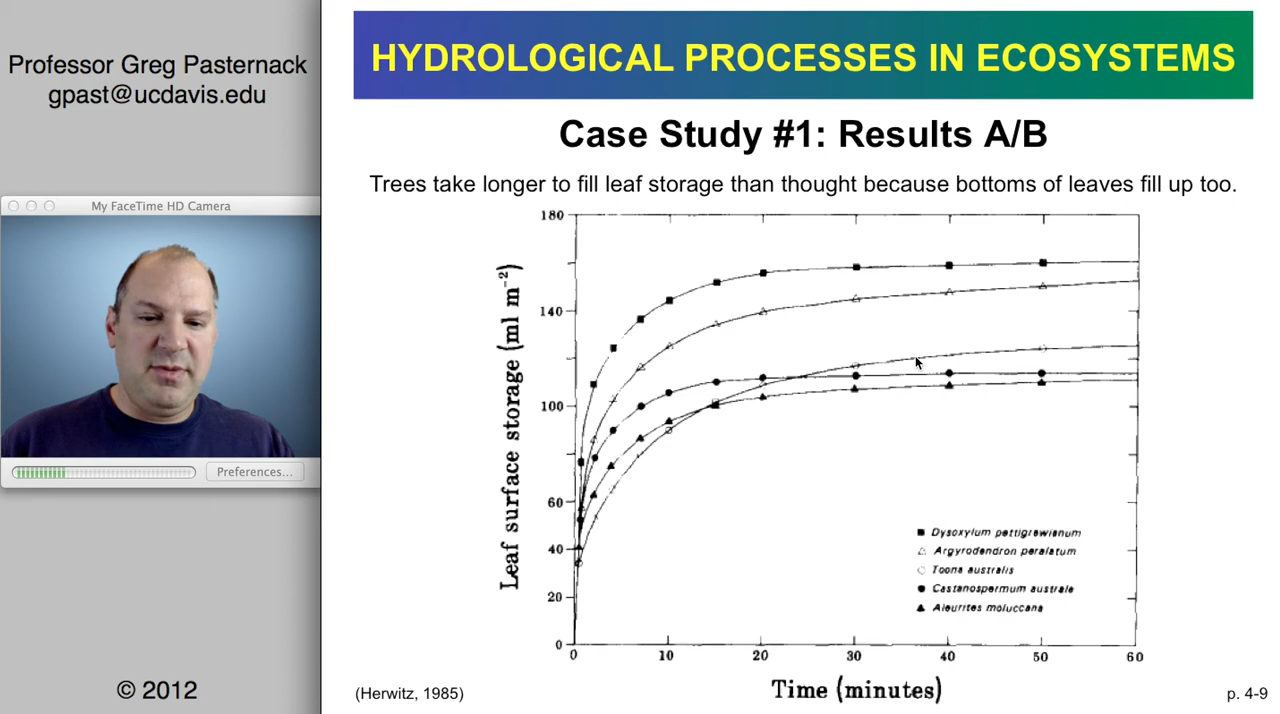 Professor Greg Pasternack
gpast@ucdavis.edu
My FaceTime HD Camera
Preferences...
© 2012
HYDROLOGICAL PROCESSES IN ECOSYSTEMS
Case Study #1: Results A/B
Trees take longer to fill leaf storage than thought because bottoms of leaves fill up too.
Leaf surface storage (ml m⁻²)
180
140
100
60
40
20
0
Dysoxylum pettigrewianum
Argyrodendron peralatum
Toona australis
Castanospermum australe
Aleurites moluccana
0 10 20 30 40 50 60
Time (minutes)
(Herwitz, 1985)
p. 4-9